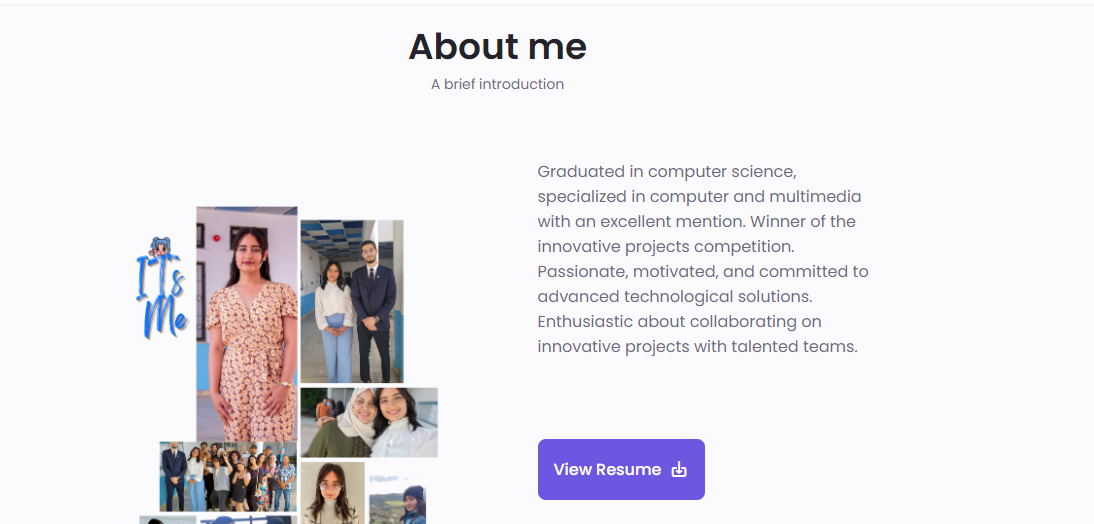 About me
A brief introduction
IT's
Me
Graduated in computer science,
specialized in computer and multimedia
with an excellent mention. Winner of the
innovative projects competition.
Passionate, motivated, and committed to
advanced technological solutions.
Enthusiastic about collaborating on
innovative projects with talented teams.
View Resume